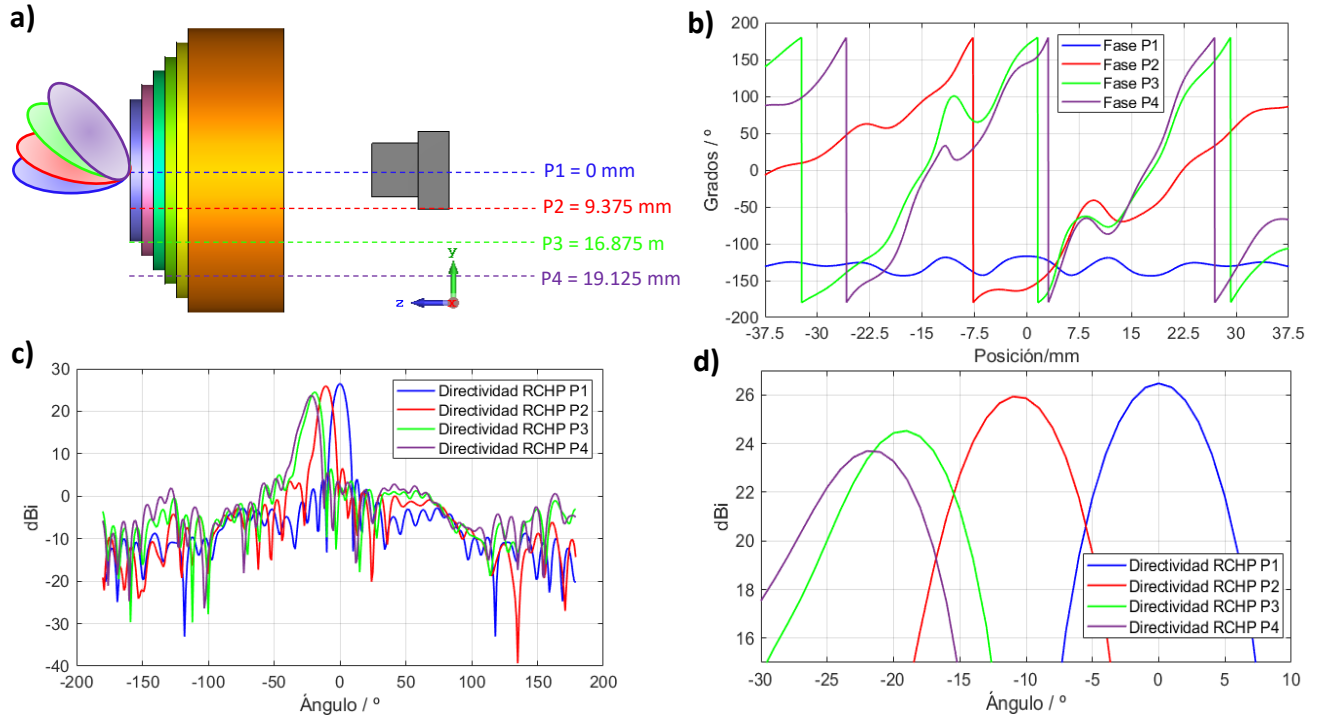 a)
P1 = 0 mm
P2 = 9.375 mm
P3 = 16.875 m
P4 = 19.125 mm
y
z
x
b)
200
150
100
50
0
-50
-100
-150
-200
Grados / º
-37.5 -30 -22.5 -15 -7.5 0 7.5 15 22.5 30 37.5
Posición/mm
Fase P1
Fase P2
Fase P3
Fase P4
c)
30
20
10
0
-10
-20
-30
-40
dBi
-200 -150 -100 -50 0 50 100 150 200
Ángulo / º
Directividad RCHP P1
Directividad RCHP P2
Directividad RCHP P3
Directividad RCHP P4
d)
26
24
22
20
18
16
dBi
-30 -25 -20 -15 -10 -5 0 5 10
Ángulo / º
Directividad RCHP P1
Directividad RCHP P2
Directividad RCHP P3
Directividad RCHP P4